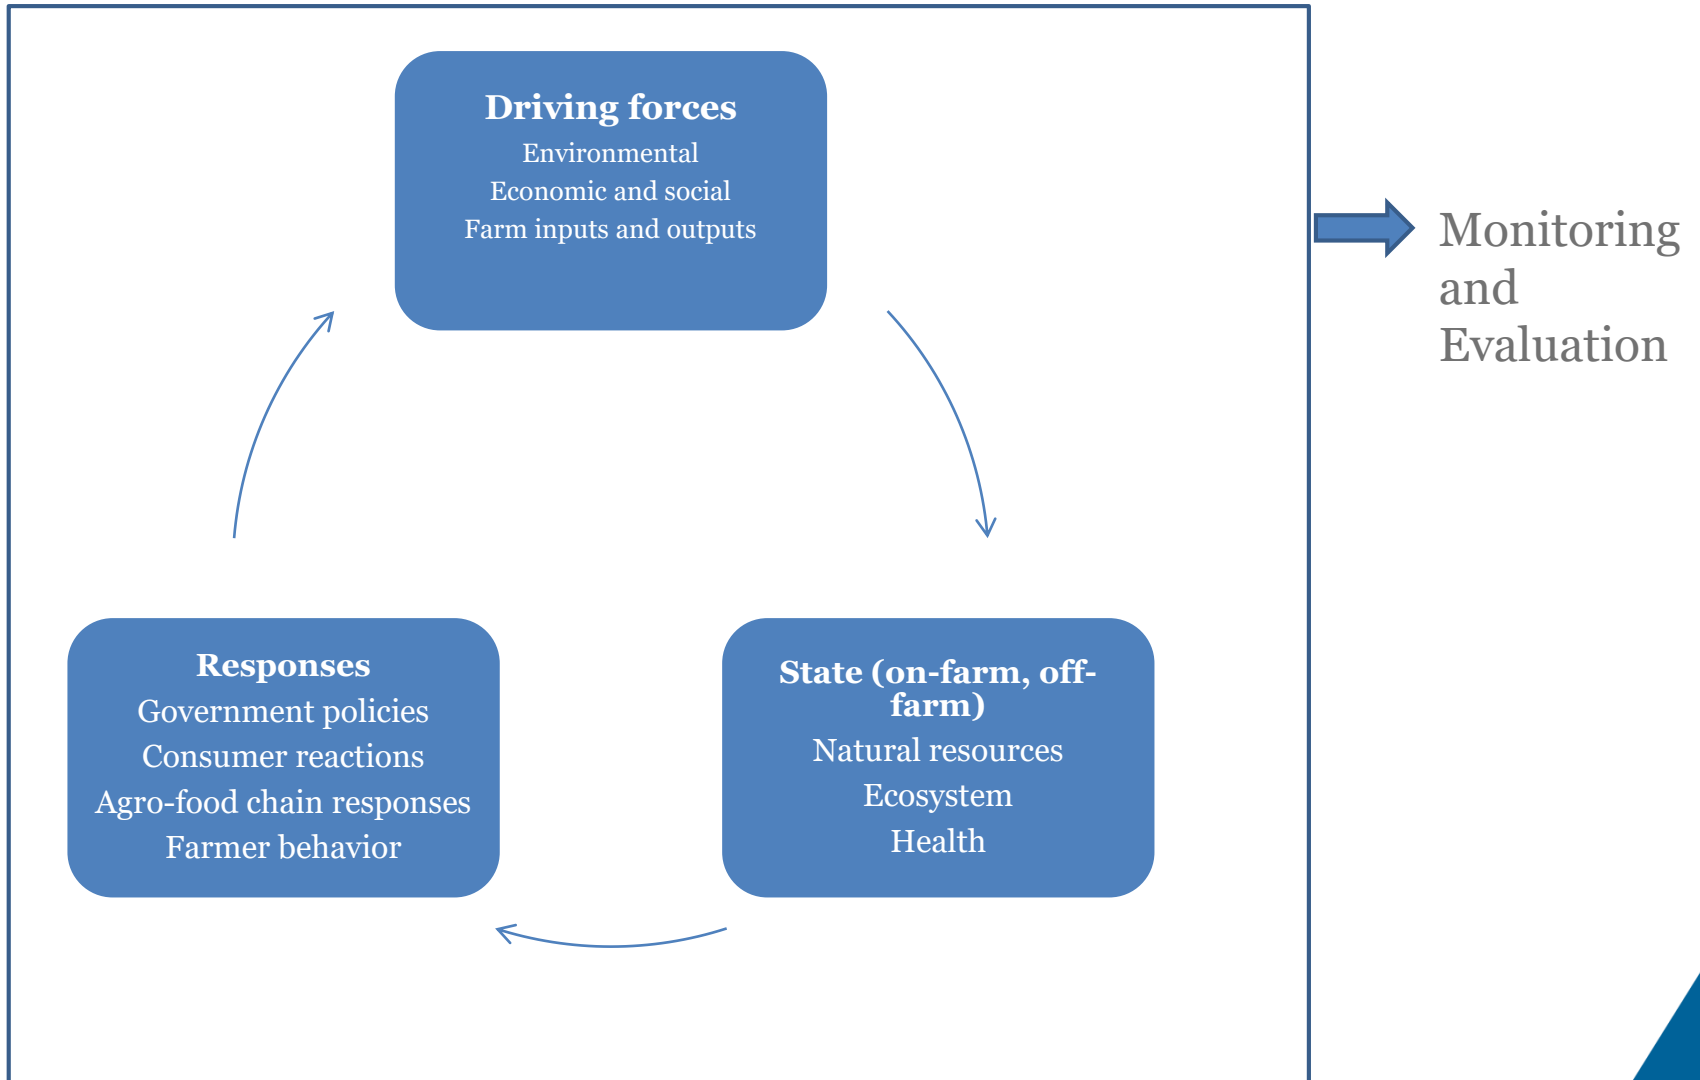 Driving forces
Environmental
Economic and social
Farm inputs and outputs
Monitoring
and
Evaluation
Responses
Government policies
Consumer reactions
Agro-food chain responses
Farmer behavior
State (on-farm, off-
farm)
Natural resources
Ecosystem
Health